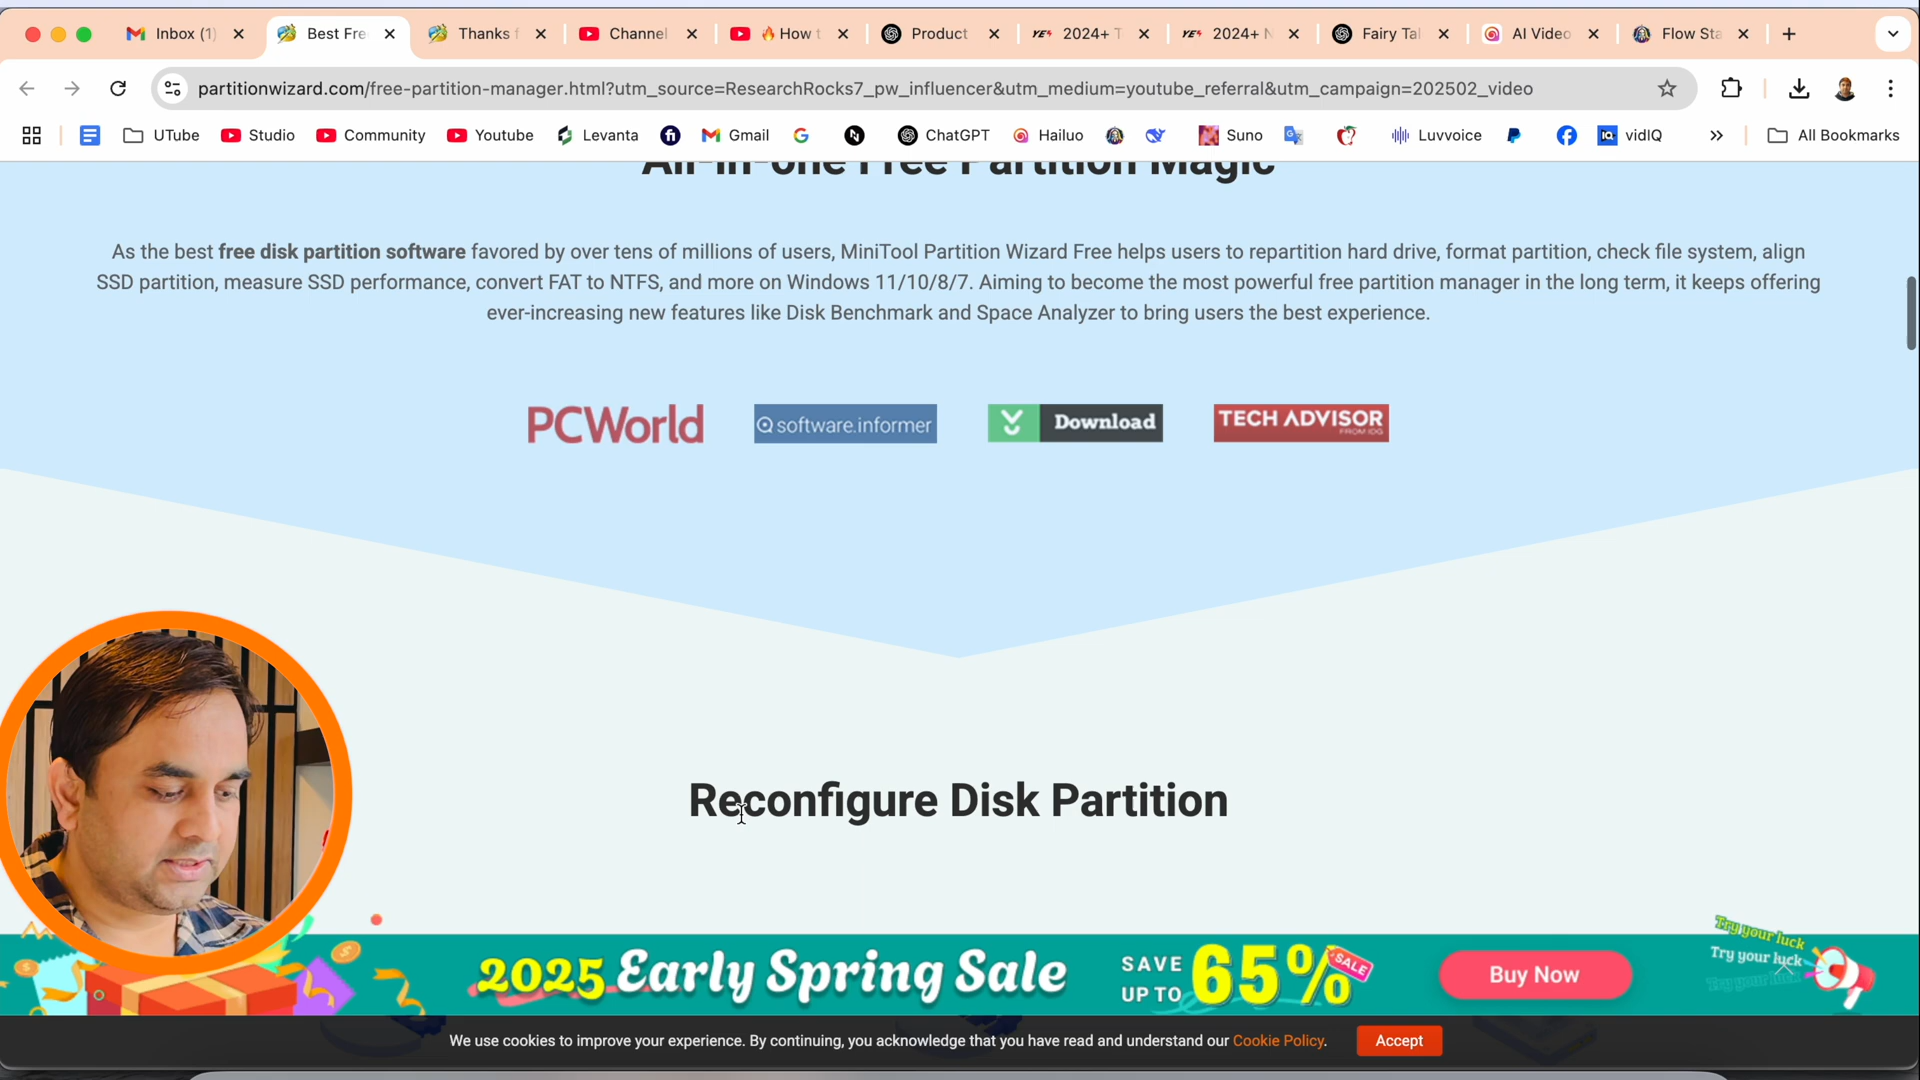 Inbox (1)
Best Fre
Thanks f
Channel
🔥How t
Product
YE⚡ 2024+ T
YE⚡ 2024+ N
Fairy Tal
AI Video
Flow Sta
partitionwizard.com/free-partition-manager.html?utm_source=ResearchRocks7_pw_influencer&utm_medium=youtube_referral&utm_campaign=202502_video
UTube
Studio
Community
Youtube
Levanta
Gmail
ChatGPT
Hailuo
Suno
Luvvoice
vidIQ
»
All Bookmarks
All-in-one Free Partition Magic
As the best free disk partition software favored by over tens of millions of users, MiniTool Partition Wizard Free helps users to repartition hard drive, format partition, check file system, align
SSD partition, measure SSD performance, convert FAT to NTFS, and more on Windows 11/10/8/7. Aiming to become the most powerful free partition manager in the long term, it keeps offering
ever-increasing new features like Disk Benchmark and Space Analyzer to bring users the best experience.
PCWorld
software.informer
Download
TECH ADVISOR
FROM IDG
Reconfigure Disk Partition
2025 Early Spring Sale
SAVE
UP TO
65%
SALE
Buy Now
Try your luck
Try your luck
We use cookies to improve your experience. By continuing, you acknowledge that you have read and understand our Cookie Policy.
Accept